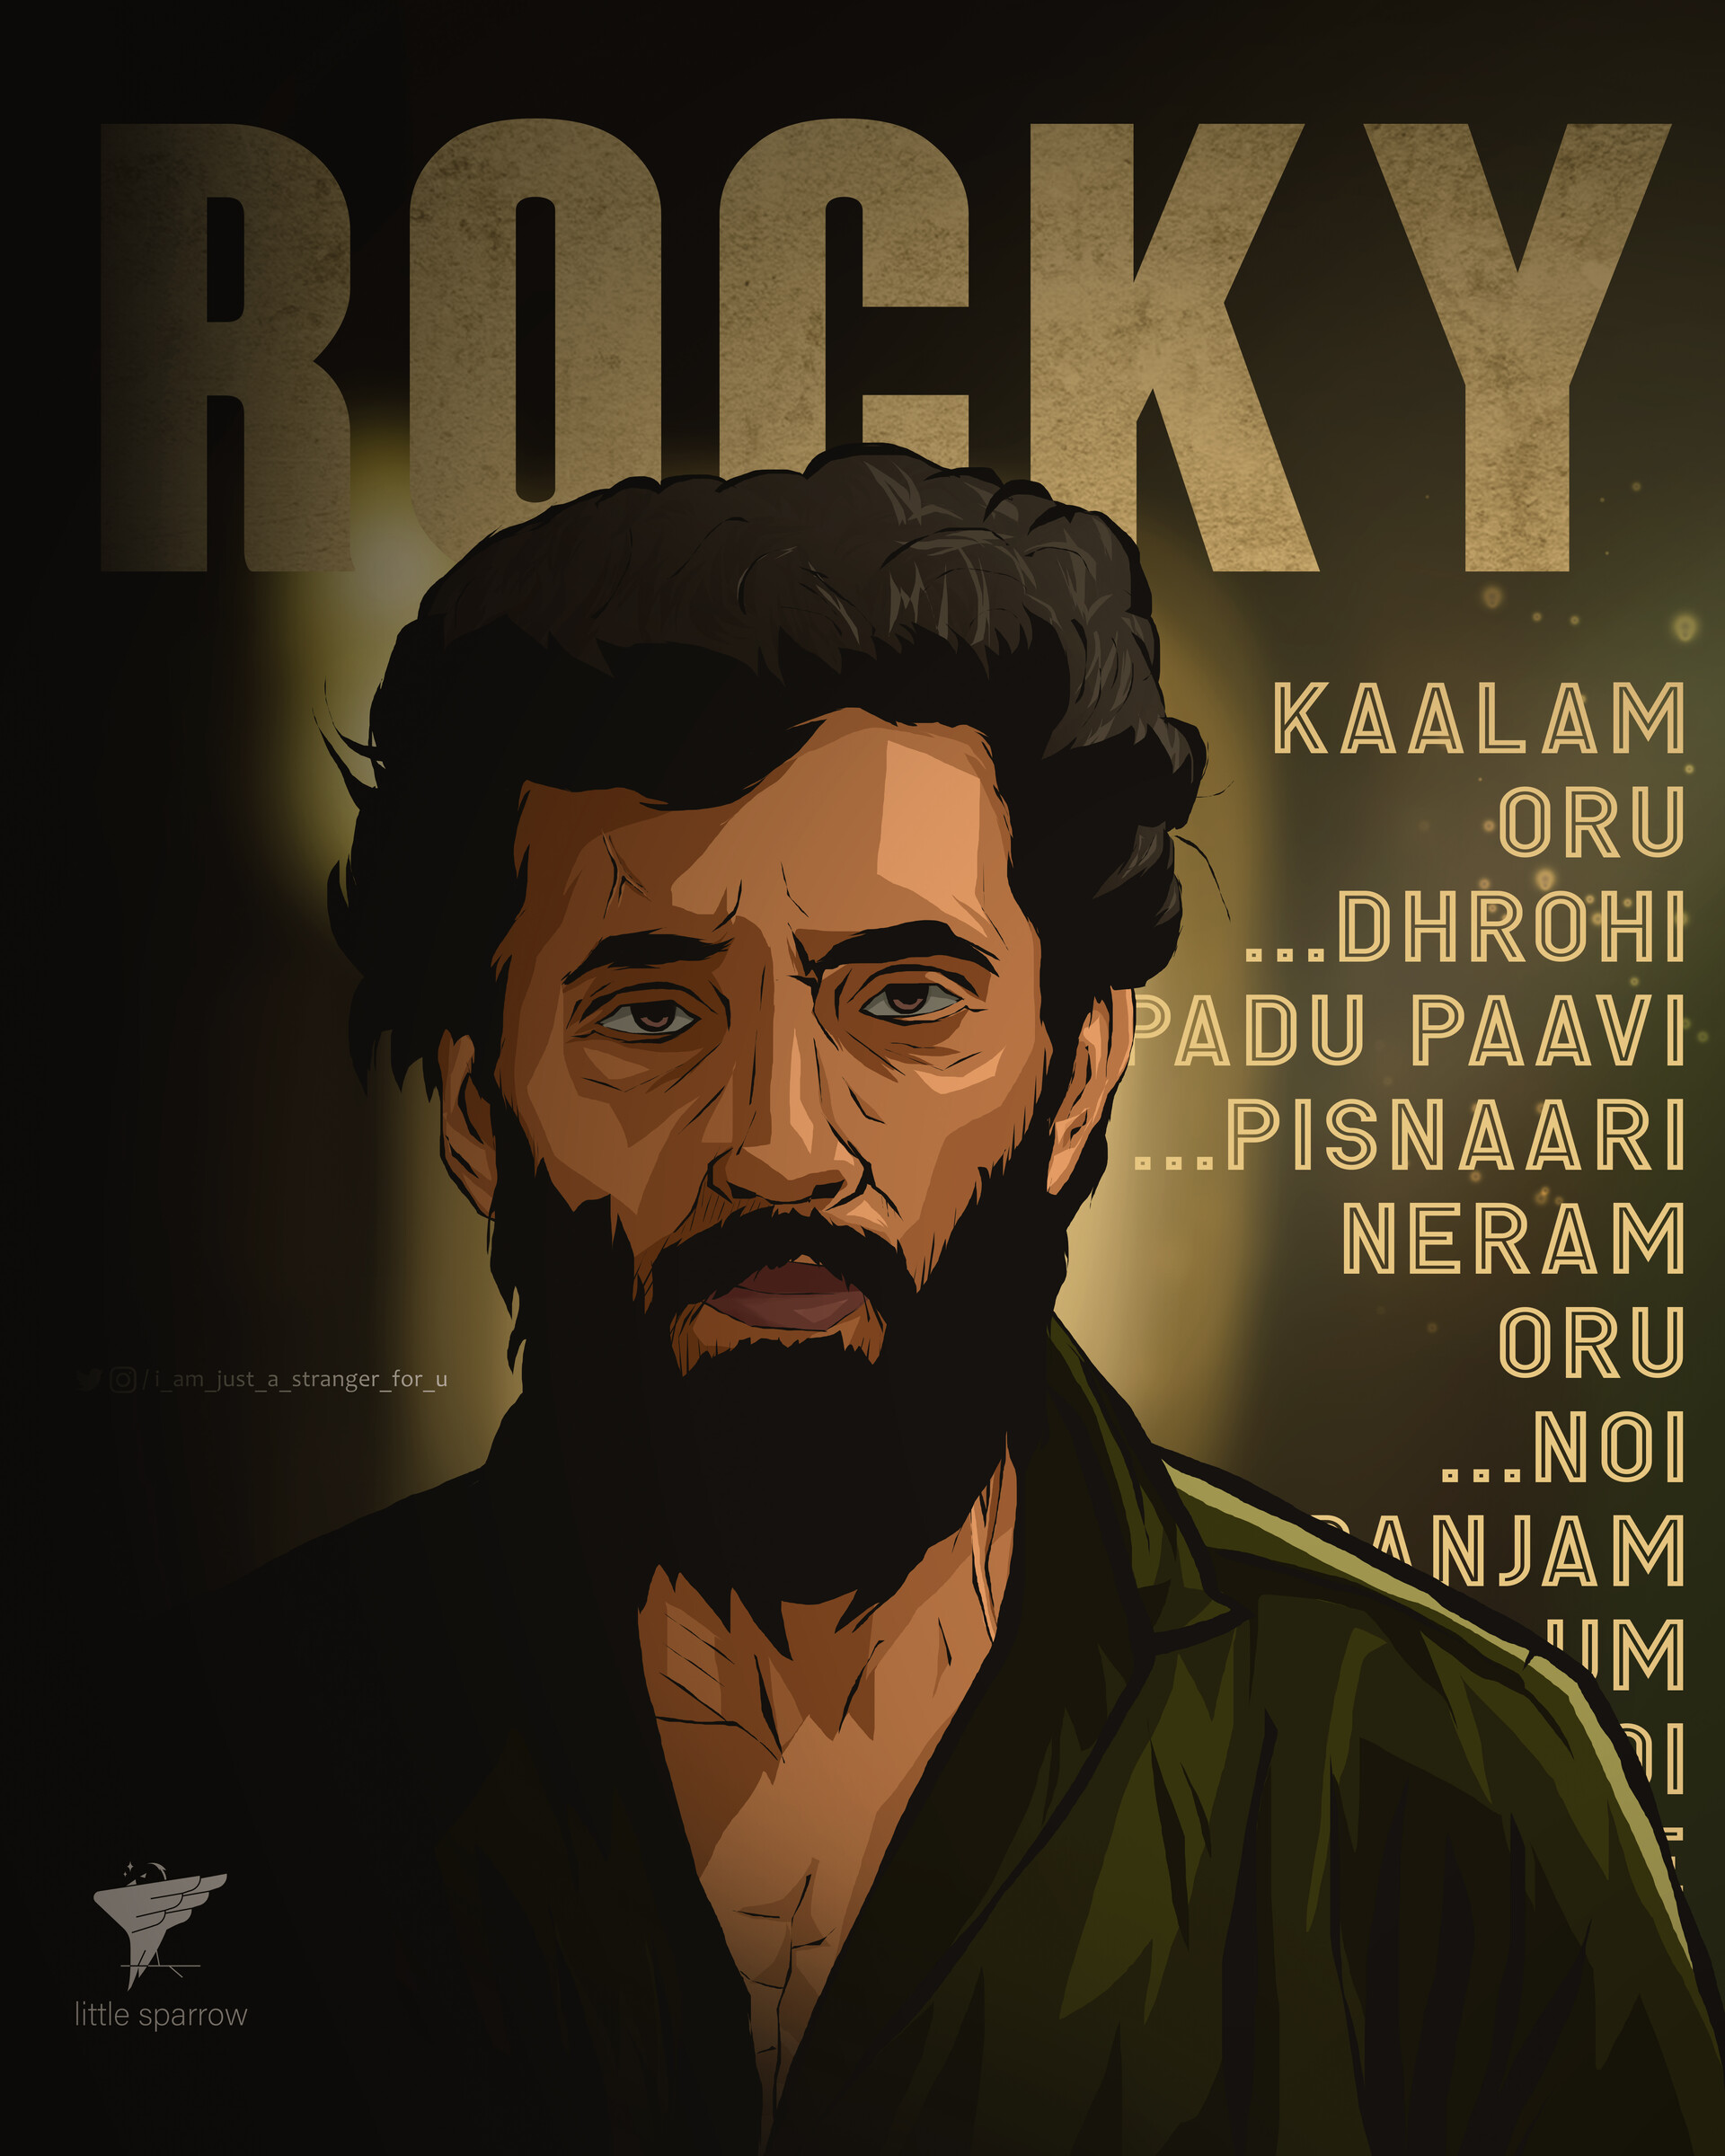 ROCKY
KAALAM
ORU
...DHROHI
PADU PAAVI
...PISNAARI
NERAM
ORU
...NOI
/i_am_just_a_stranger_for_u
little sparrow